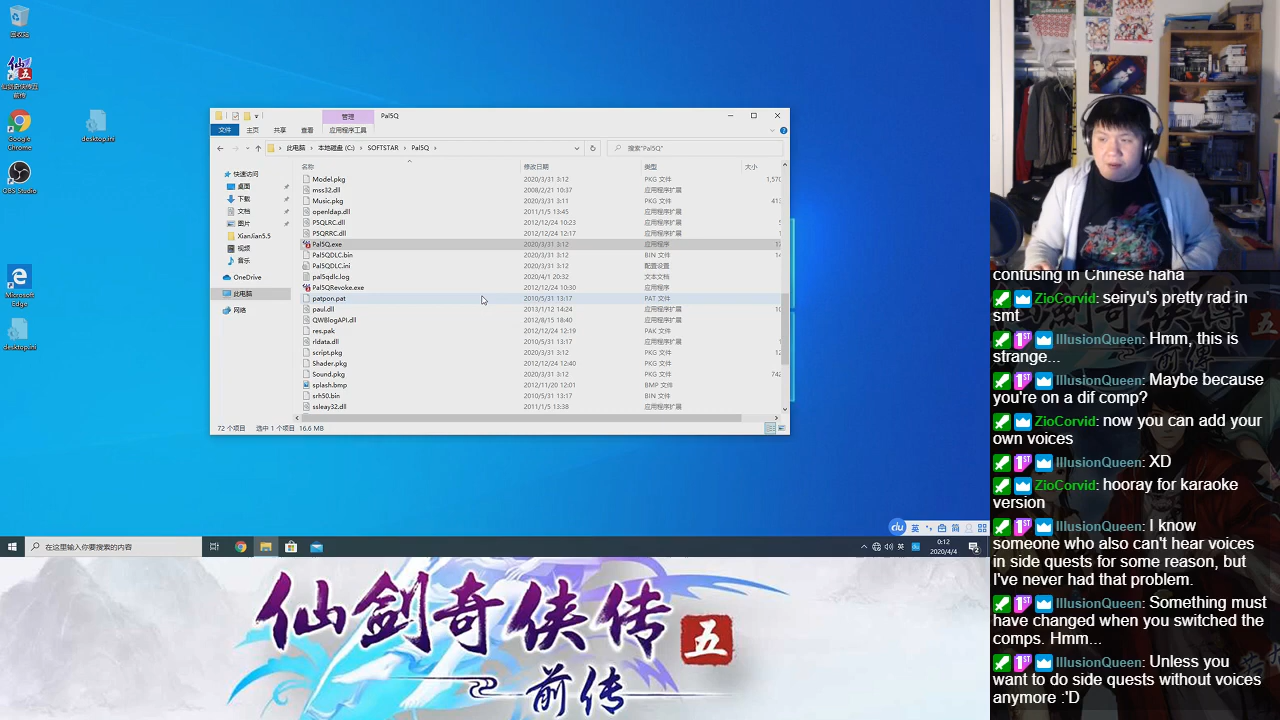 回收站
仙剑奇侠传五
前传
Google
Chrome
OBS Studio
Microsoft
Edge
desktop.ini
desktop.ini
管理
Pal5Q
文件
主页
共享
查看
应用程序工具
此电脑 › 本地磁盘 (C:) › SOFTSTAR › Pal5Q ›
搜索"Pal5Q"
快速访问
桌面
下载
文档
图片
XianJian5.5
视频
音乐
OneDrive
此电脑
网络
名称 修改日期 类型 大小
Model.pkg 2020/3/31 3:12 PKG 文件 1,570
mss32.dll 2008/2/21 10:37 应用程序扩展
Music.pkg 2020/3/31 3:11 PKG 文件 413
openldap.dll 2011/1/5 13:45 应用程序扩展
P5QLRC.dll 2012/12/24 10:23 应用程序扩展
P5QRRC.dll 2012/12/24 12:17 应用程序扩展
Pal5Q.exe 2020/3/31 3:12 应用程序
Pal5QDLC.bin 2020/3/31 3:12 BIN 文件
Pal5QDLC.ini 2020/3/31 3:12 配置设置
pal5qdlc.log 2020/4/1 20:32 文本文档
Pal5QRevoke.exe 2012/12/24 10:30 应用程序
patpon.pat 2010/5/31 13:17 PAT 文件
paul.dll 2013/1/12 14:24 应用程序扩展
QWBlogAPI.dll 2012/8/15 18:40 应用程序扩展
res.pak 2012/12/24 12:19 PAK 文件
rldata.dll 2010/5/31 13:17 应用程序扩展
script.pkg 2020/3/31 3:12 PKG 文件
Shader.pkg 2012/12/24 12:40 PKG 文件
Sound.pkg 2020/3/31 3:12 PKG 文件 742
splash.bmp 2012/11/20 12:01 BMP 文件
srh50.bin 2010/5/31 13:17 BIN 文件
ssleay32.dll 2011/1/5 13:38 应用程序扩展
72 个项目 选中 1 个项目 16.6 MB
du 英 简
在这里输入你要搜索的内容
英
0:12
2020/4/4
仙剑奇侠传
五
前传
confusing in Chinese haha
ZioCorvid: seiryu's pretty rad in
smt
IllusionQueen: Hmm, this is
strange...
IllusionQueen: Maybe because
you're on a dif comp?
ZioCorvid: now you can add your
own voices
IllusionQueen: XD
ZioCorvid: hooray for karaoke
version
IllusionQueen: I know
someone who also can't hear voices
in side quests for some reason, but
I've never had that problem.
IllusionQueen: Something must
have changed when you switched the
comps. Hmm...
IllusionQueen: Unless you
want to do side quests without voices
anymore :'D